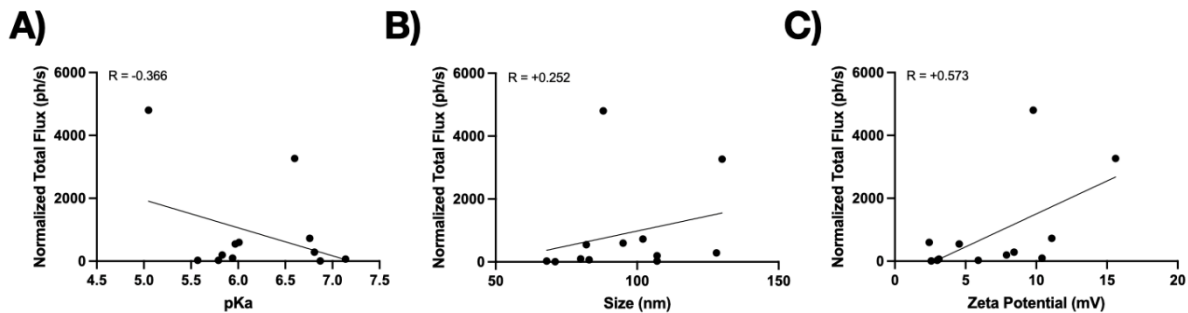 A)
R = -0.366
Normalized Total Flux (ph/s)
6000
4000
2000
0
4.5 5.0 5.5 6.0 6.5 7.0 7.5
pKa
B)
R = +0.252
Normalized Total Flux (ph/s)
6000
4000
2000
0
50 100 150
Size (nm)
C)
R = +0.573
Normalized Total Flux (ph/s)
6000
4000
2000
0
0 5 10 15 20
Zeta Potential (mV)